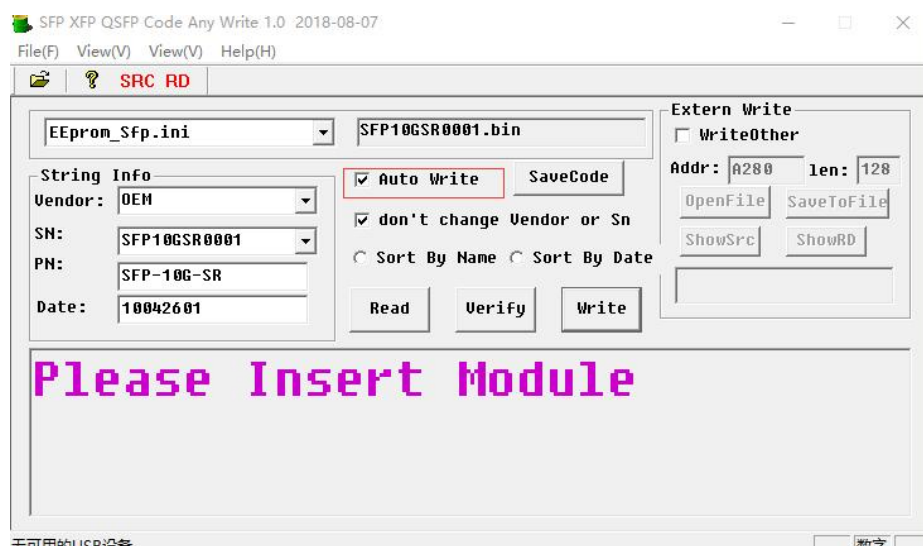 SFP XFP QSFP Code Any Write 1.0 2018-08-07
File(F) View(V) View(V) Help(H)
SRC RD
EEprom_Sfp.ini
SFP10GSR0001.bin
String Info
Vendor: OEM
SN: SFP10GSR0001
PN: SFP-10G-SR
Date: 10042601
Auto Write
SaveCode
don't change Vendor or Sn
Sort By Name Sort By Date
Read Verify Write
Extern Write
WriteOther
Addr: A280 len: 128
OpenFile SaveToFile
ShowSrc ShowRD
Please Insert Module
无可用的USB设备
数字